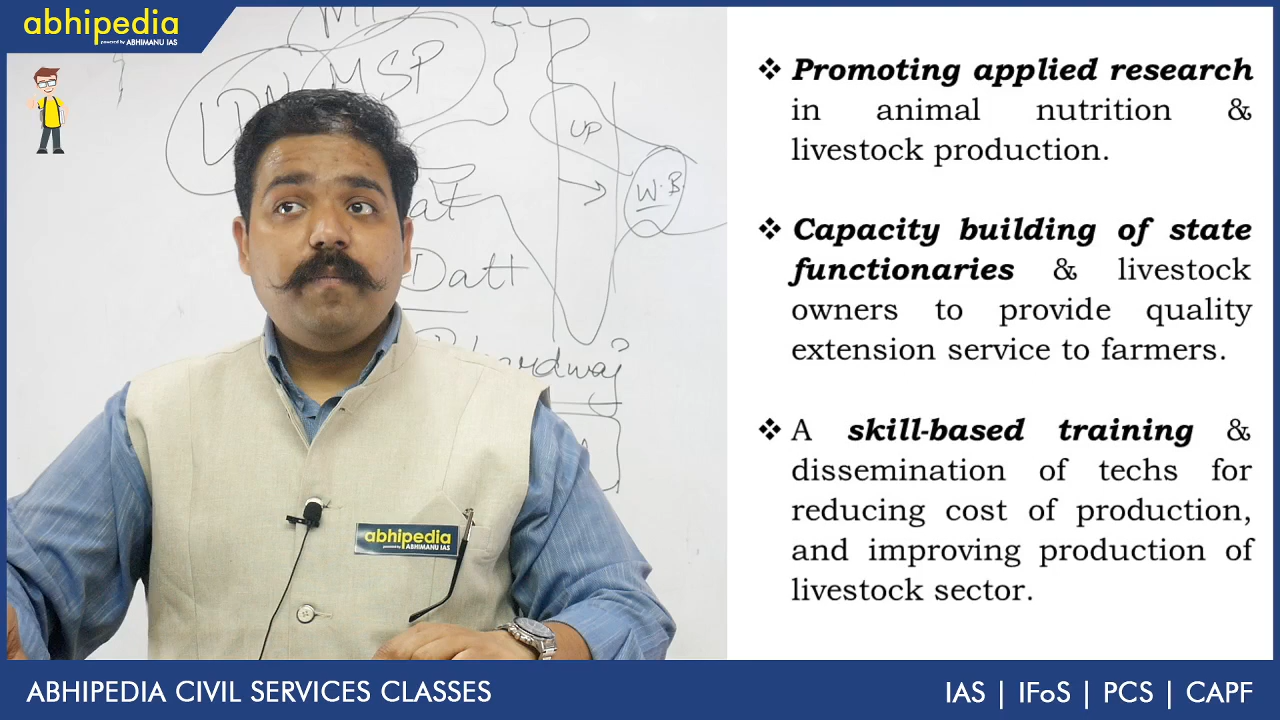 abhipedia
powered by ABHIMANU IAS
MSP
UP
W.B
Datt
abhipedia
powered by ABHIMANU IAS
❖ Promoting applied research
in animal nutrition &
livestock production.
❖ Capacity building of state
functionaries & livestock
owners to provide quality
extension service to farmers.
❖ A skill-based training &
dissemination of techs for
reducing cost of production,
and improving production of
livestock sector.
ABHIPEDIA CIVIL SERVICES CLASSES
IAS | IFoS | PCS | CAPF